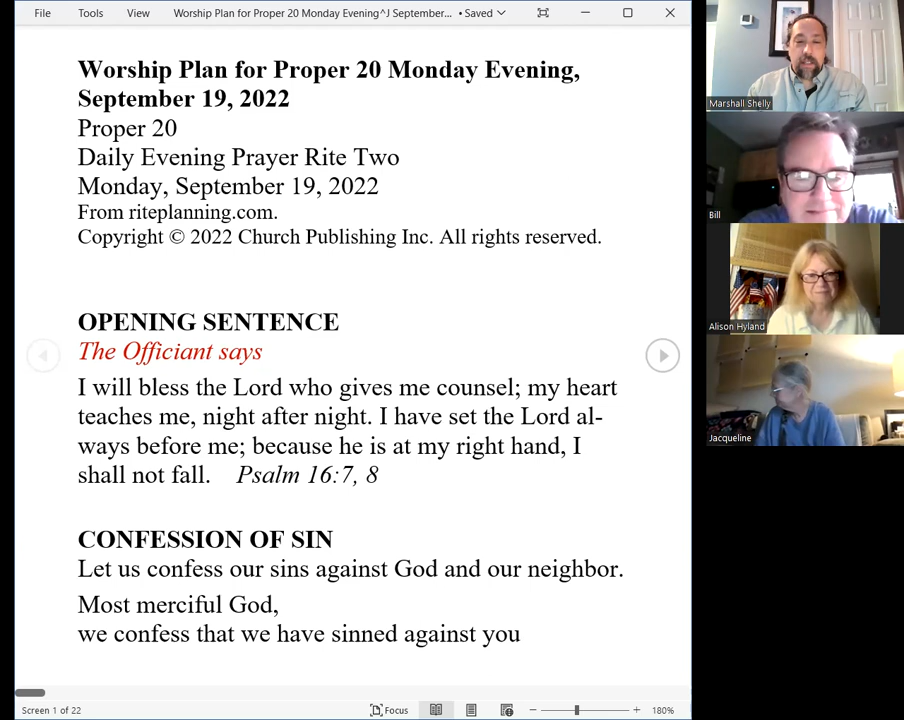 File Tools View Worship Plan for Proper 20 Monday Evening^J September... • Saved
Worship Plan for Proper 20 Monday Evening,
September 19, 2022
Proper 20
Daily Evening Prayer Rite Two
Monday, September 19, 2022
From riteplanning.com.
Copyright © 2022 Church Publishing Inc. All rights reserved.
OPENING SENTENCE
The Officiant says
I will bless the Lord who gives me counsel; my heart
teaches me, night after night. I have set the Lord al-
ways before me; because he is at my right hand, I
shall not fall. Psalm 16:7, 8
CONFESSION OF SIN
Let us confess our sins against God and our neighbor.
Most merciful God,
we confess that we have sinned against you
Screen 1 of 22 Focus 180%
Marshall Shelly
Bill
Alison Hyland
Jacqueline